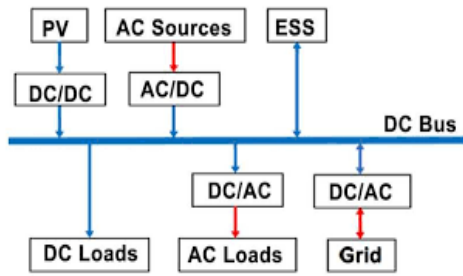 PV
AC Sources
ESS
DC/DC
AC/DC
DC Bus
DC/AC
DC/AC
DC Loads
AC Loads
Grid